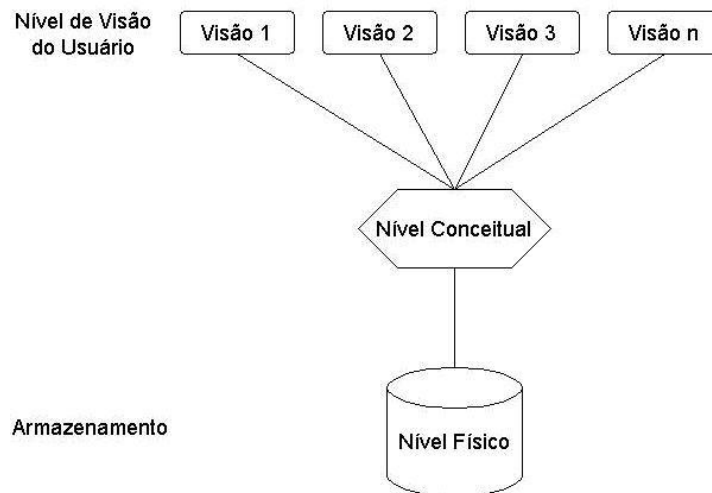 Nível de Visão
do Usuário
Visão 1
Visão 2
Visão 3
Visão n
Nível Conceitual
Armazenamento
Nível Físico